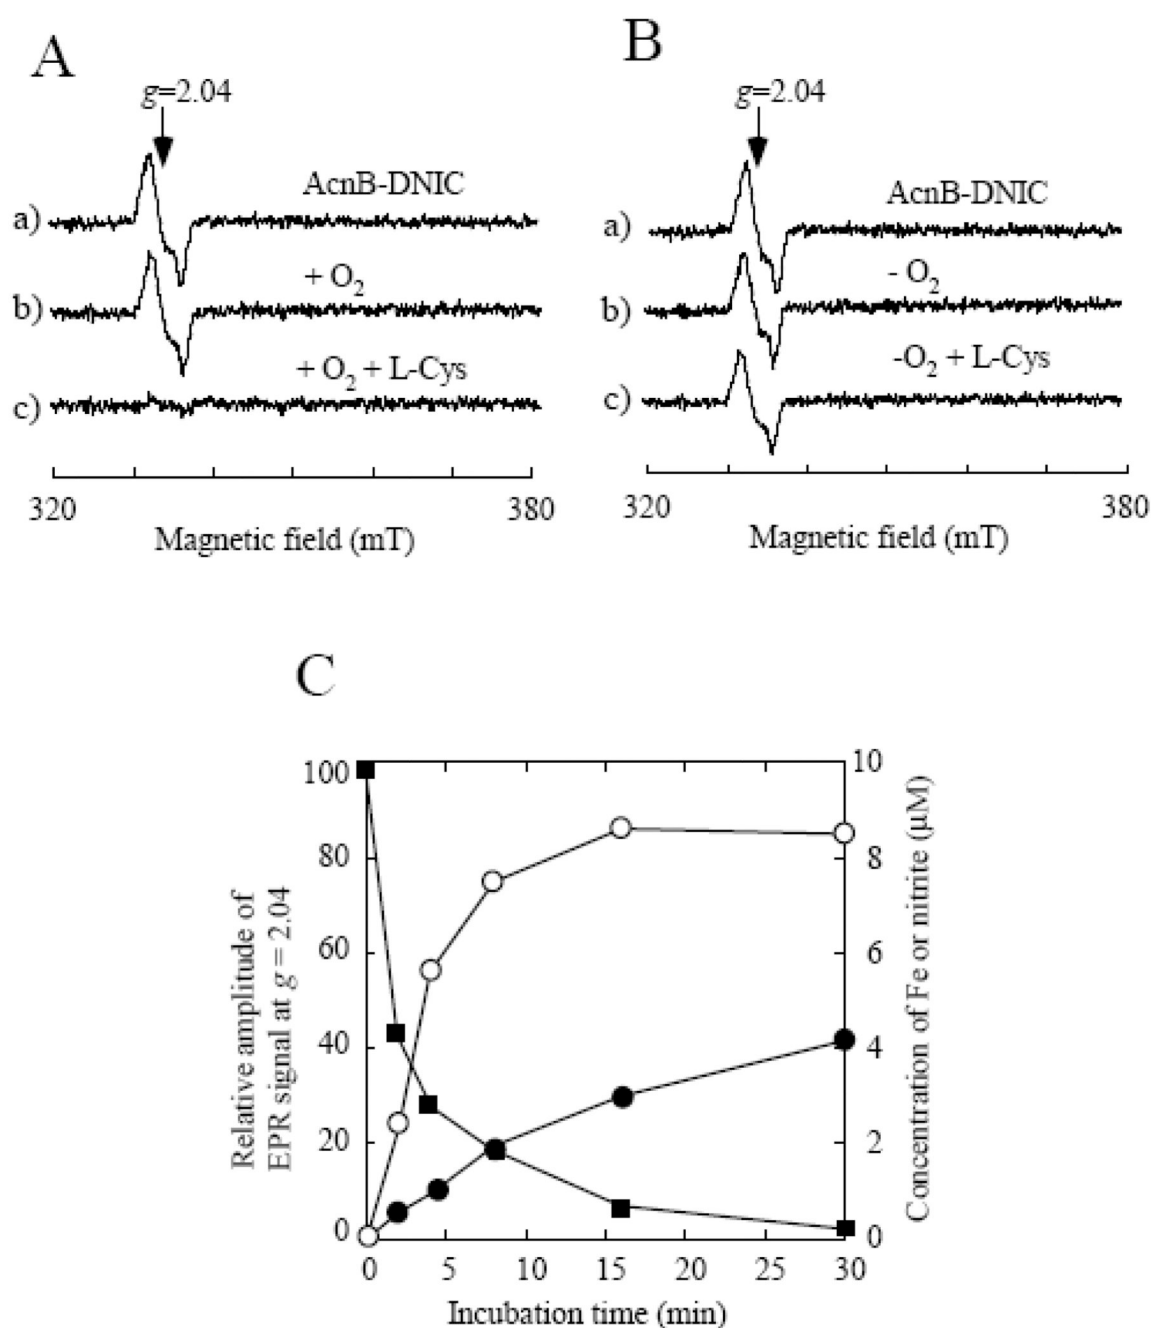 A
g=2.04
AcnB-DNIC
a)
+ O2
b)
+ O2 + L-Cys
c)
320
380
Magnetic field (mT)
B
g=2.04
AcnB-DNIC
a)
- O2
b)
-O2 + L-Cys
c)
320
380
Magnetic field (mT)
C
100
80
60
40
20
0
Relative amplitude of
EPR signal at g = 2.04
10
8
6
4
2
0
Concentration of Fe or nitrite (µM)
0 5 10 15 20 25 30
Incubation time (min)